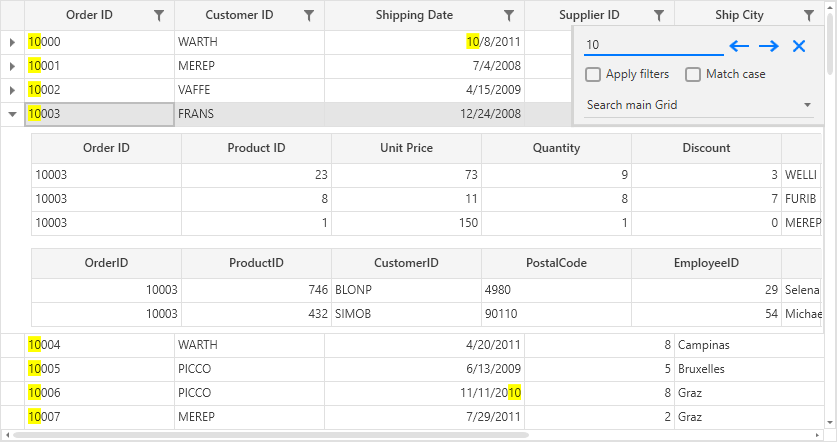 Order ID Customer ID Shipping Date Supplier ID Ship City
10000 WARTH 10/8/2011
10001 MEREP 7/4/2008
10002 VAFFE 4/15/2009
10003 FRANS 12/24/2008
10
Apply filters Match case
Search main Grid
Order ID Product ID Unit Price Quantity Discount
10003 23 73 9 3 WELLI
10003 8 11 8 7 FURIB
10003 1 150 1 0 MEREP
OrderID ProductID CustomerID PostalCode EmployeeID
10003 746 BLONP 4980 29 Selena
10003 432 SIMOB 90110 54 Michae
10004 WARTH 4/20/2011 8 Campinas
10005 PICCO 6/13/2009 5 Bruxelles
10006 PICCO 11/11/2010 8 Graz
10007 MEREP 7/29/2011 2 Graz